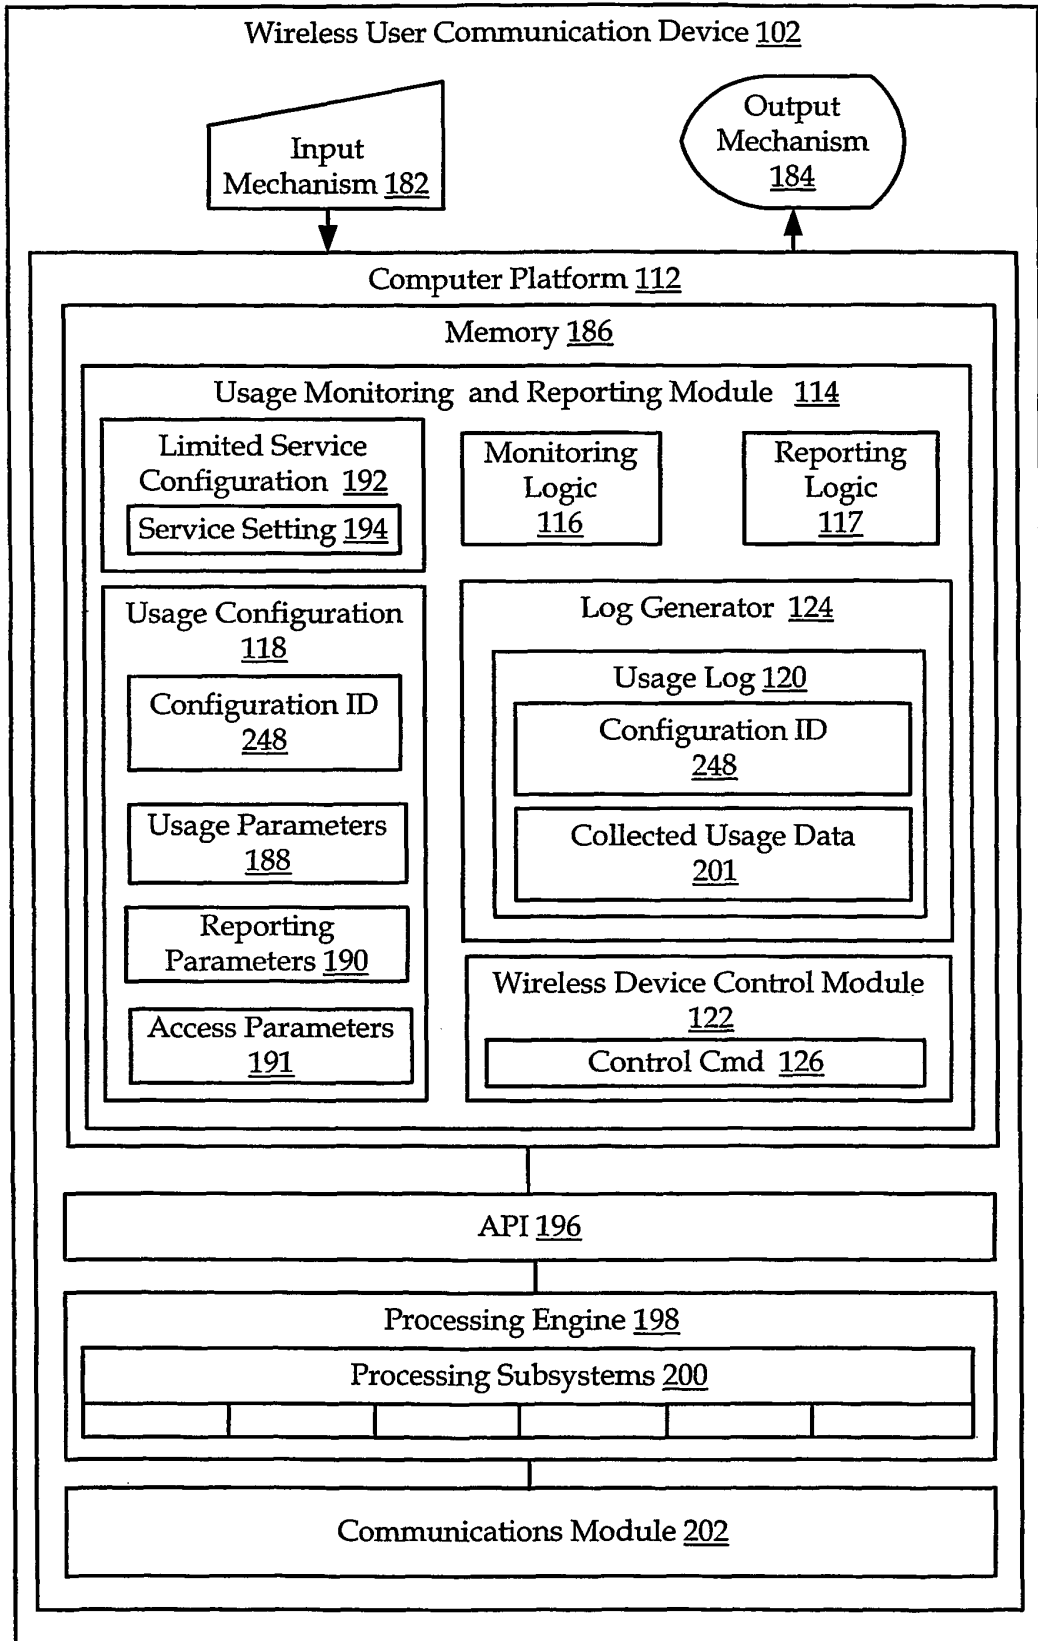 Wireless User Communication Device 102
Input
Mechanism 182
Output
Mechanism
184
Computer Platform 112
Memory 186
Usage Monitoring and Reporting Module 114
Limited Service
Configuration 192
Service Setting 194
Monitoring
Logic
116
Reporting
Logic
117
Usage Configuration
118
Configuration ID
248
Usage Parameters
188
Reporting
Parameters 190
Access Parameters
191
Log Generator 124
Usage Log 120
Configuration ID
248
Collected Usage Data
201
Wireless Device Control Module
122
Control Cmd 126
API 196
Processing Engine 198
Processing Subsystems 200
Communications Module 202